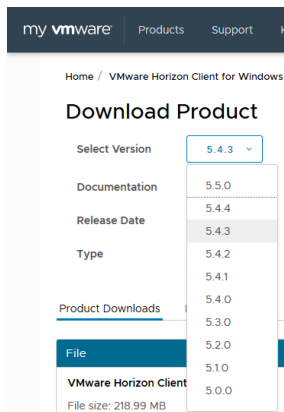 my vmware Products Support
Home / VMware Horizon Client for Windows
Download Product
Select Version 5.4.3
Documentation 5.5.0
5.4.4
Release Date 5.4.3
Type 5.4.2
5.4.1
5.4.0
Product Downloads 5.3.0
5.2.0
File 5.1.0
VMware Horizon Client 5.0.0
File size: 218.99 MB